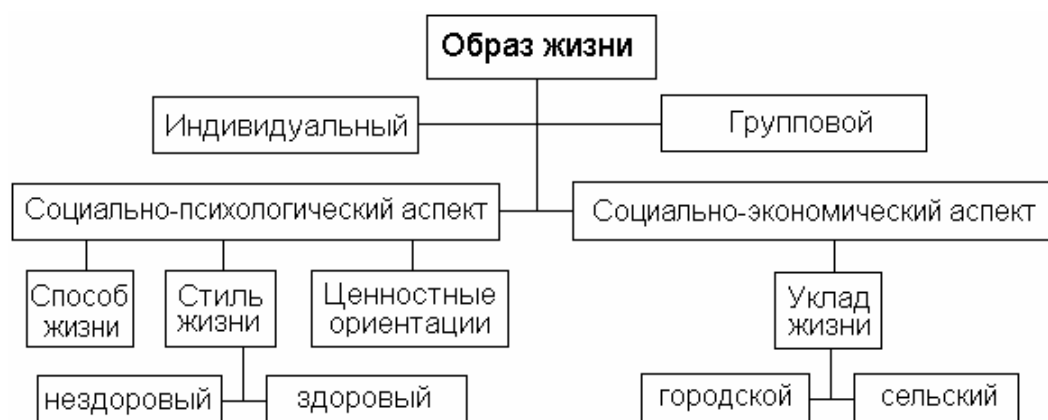 Образ жизни
Индивидуальный
Групповой
Социально-психологический аспект
Социально-экономический аспект
Способ
жизни
Стиль
жизни
Ценностные
ориентации
Уклад
жизни
нездоровый
здоровый
городской
сельский